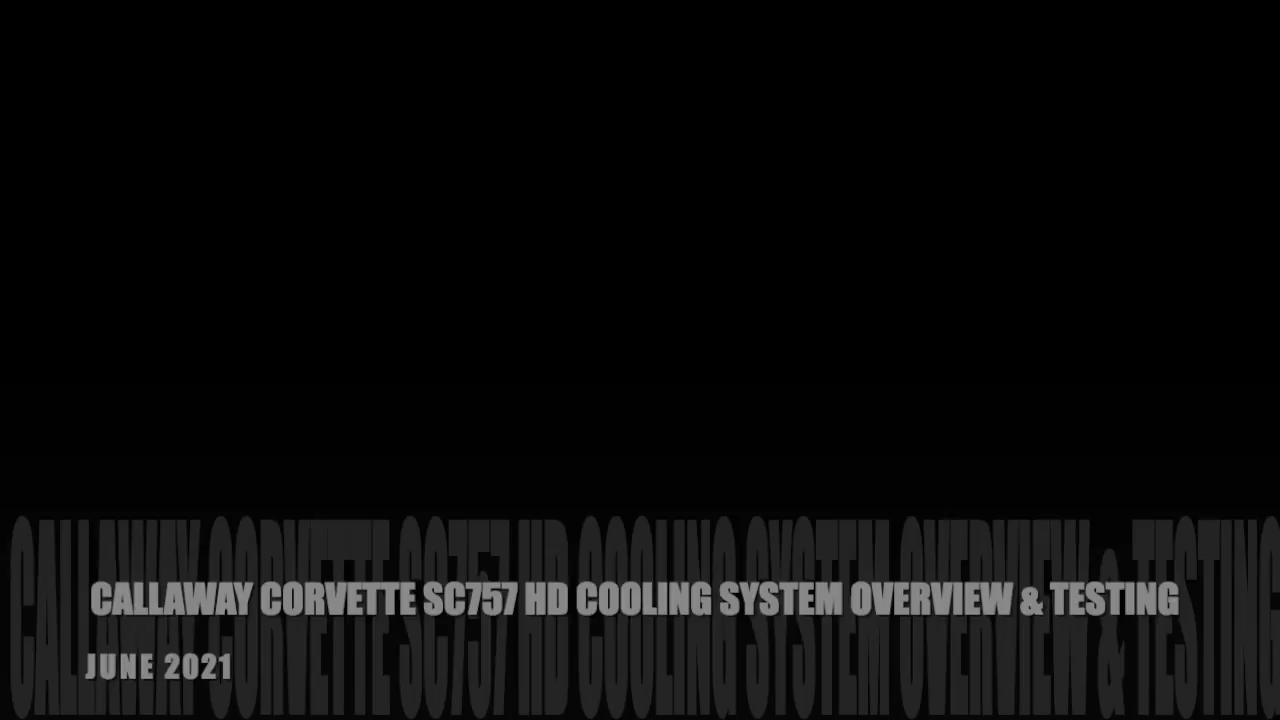 CALLAWAY CORVETTE SC757 HD COOLING SYSTEM OVERVIEW & TESTING
CALLAWAY CORVETTE SC757 HD COOLING SYSTEM OVERVIEW & TESTING
JUNE 2021